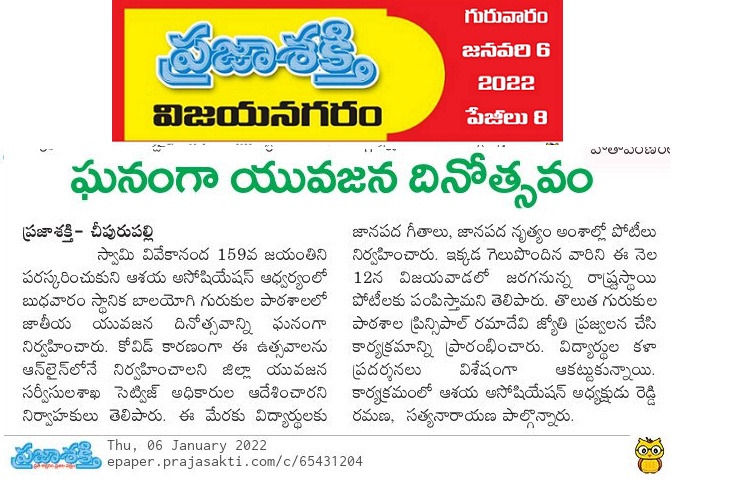 ప్రజాశక్తి
విజయనగరం
గురువారం
జనవరి 6
2022
పేజీలు 8
ఘనంగా యువజన దినోత్సవం
ప్రజాశక్తి- చీపురుపల్లి
స్వామి వివేకానంద 159వ జయంతిని
పరస్కరించుకుని ఆశయ అసోషియేషన్ ఆధ్వర్యంలో
బుధవారం స్థానిక బాలయోగి గురుకుల పాఠశాలలో
జాతీయ యువజన దినోత్సవాన్ని ఘనంగా
నిర్వహించారు. కోవిడ్ కారణంగా ఈ ఉత్సవాలను
ఆన్‌లైన్‌లోనే నిర్వహించాలని జిల్లా యువజన
సర్వీసులశాఖ సెట్విజ్ అధికారుల ఆదేశించారని
నిర్వాహకులు తెలిపారు. ఈ మేరకు విద్యార్థులకు
జానపద గీతాలు, జానపద నృత్యం అంశాల్లో పోటీలు
నిర్వహించారు. ఇక్కడ గెలుపొందిన వారిని ఈ నెల
12న విజయవాడలో జరగనున్న రాష్ట్రస్థాయి
పోటీలకు పంపిస్తామని తెలిపారు. తొలుత గురుకుల
పాఠశాల ప్రిన్సిపాల్ రమాదేవి జ్యోతి ప్రజ్వలన చేసి
కార్యక్రమాన్ని ప్రారంభించారు. విద్యార్థుల కళా
ప్రదర్శనలు విశేషంగా ఆకట్టుకున్నాయి.
కార్యక్రమంలో ఆశయ అసోషియేషన్ అధ్యక్షుడు రెడ్డి
రమణ, సత్యనారాయణ పాల్గొన్నారు.
ప్రజాశక్తి
Thu, 06 January 2022
epaper.prajasakti.com/c/65431204